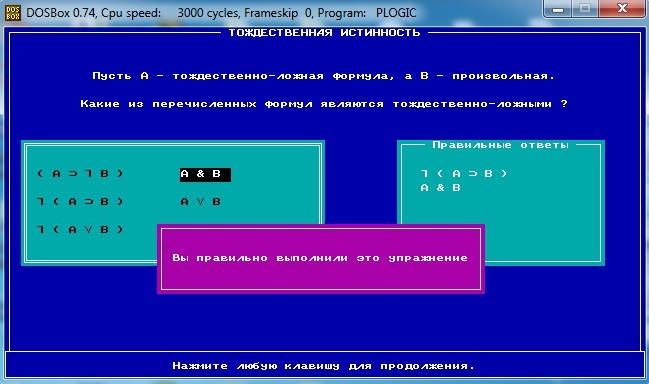 DOSBox 0.74, Cpu speed: 3000 cycles, Frameskip 0, Program: PLOGIC
ТОЖДЕСТВЕННАЯ ИСТИННОСТЬ
Пусть A - тождественно-ложная формула, а B - произвольная.
Какие из перечисленных формул являются тождественно-ложными ?
( A ⊃ ˥ B ) A & B
˥ ( A ⊃ B ) A ∨ B
˥ ( A ∨ B )
Правильные ответы
˥ ( A ⊃ B )
A & B
Вы правильно выполнили это упражнение
Нажмите любую клавишу для продолжения.